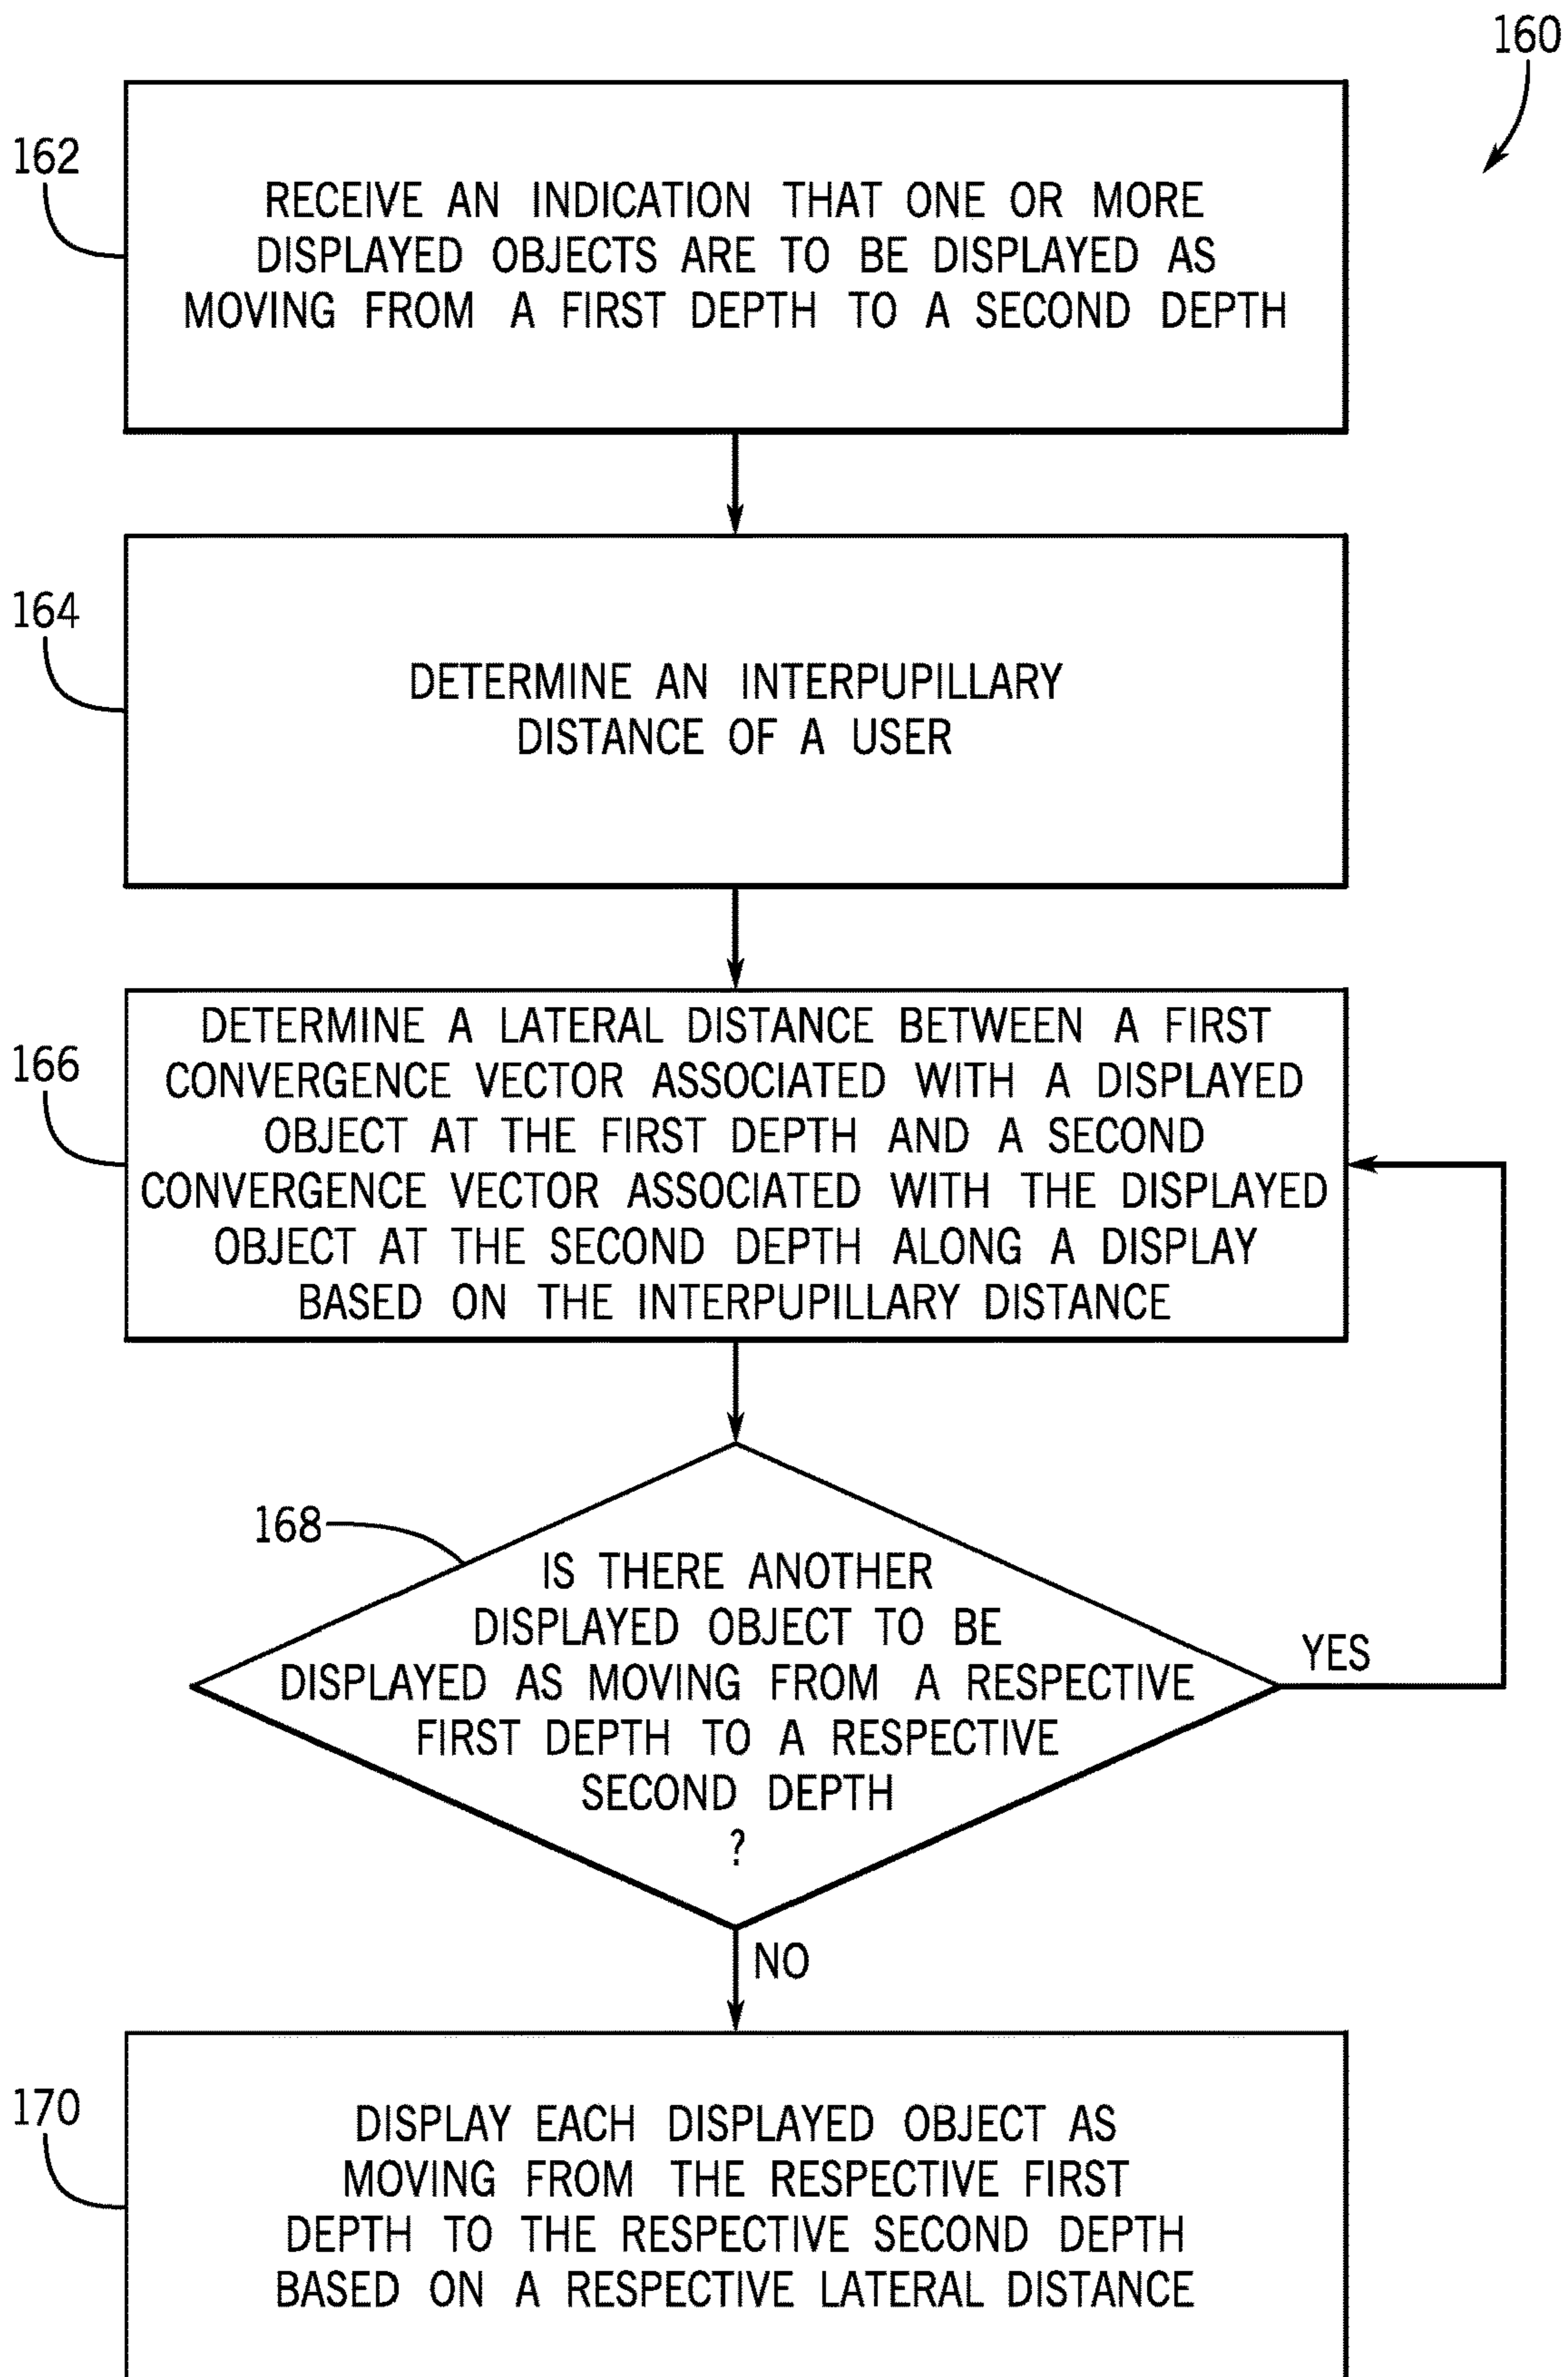 160
162
RECEIVE AN INDICATION THAT ONE OR MORE
DISPLAYED OBJECTS ARE TO BE DISPLAYED AS
MOVING FROM A FIRST DEPTH TO A SECOND DEPTH
164
DETERMINE AN INTERPUPILLARY
DISTANCE OF A USER
166
DETERMINE A LATERAL DISTANCE BETWEEN A FIRST
CONVERGENCE VECTOR ASSOCIATED WITH A DISPLAYED
OBJECT AT THE FIRST DEPTH AND A SECOND
CONVERGENCE VECTOR ASSOCIATED WITH THE DISPLAYED
OBJECT AT THE SECOND DEPTH ALONG A DISPLAY
BASED ON THE INTERPUPILLARY DISTANCE
168
IS THERE ANOTHER
DISPLAYED OBJECT TO BE
DISPLAYED AS MOVING FROM A RESPECTIVE
FIRST DEPTH TO A RESPECTIVE
SECOND DEPTH
?
YES
NO
170
DISPLAY EACH DISPLAYED OBJECT AS
MOVING FROM THE RESPECTIVE FIRST
DEPTH TO THE RESPECTIVE SECOND DEPTH
BASED ON A RESPECTIVE LATERAL DISTANCE